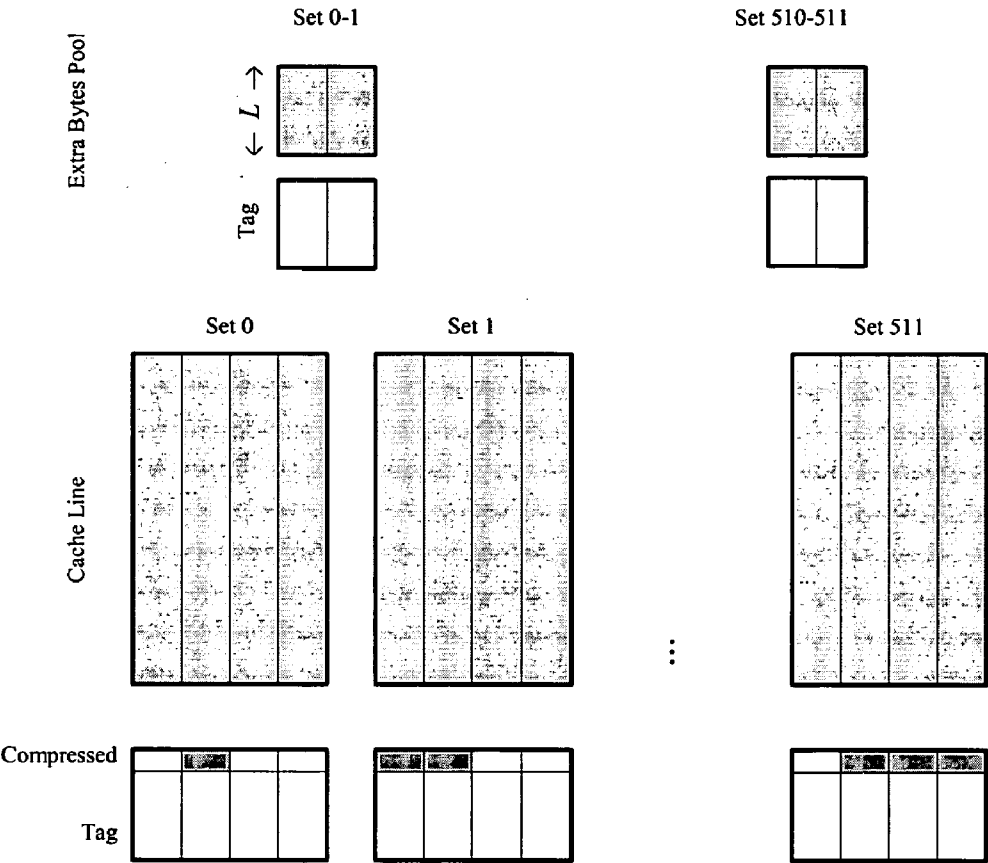 Set 0-1
Set 510-511
Extra Bytes Pool
← L →
Tag
Set 0
Set 1
Set 511
Cache Line
⋮
Compressed
Tag